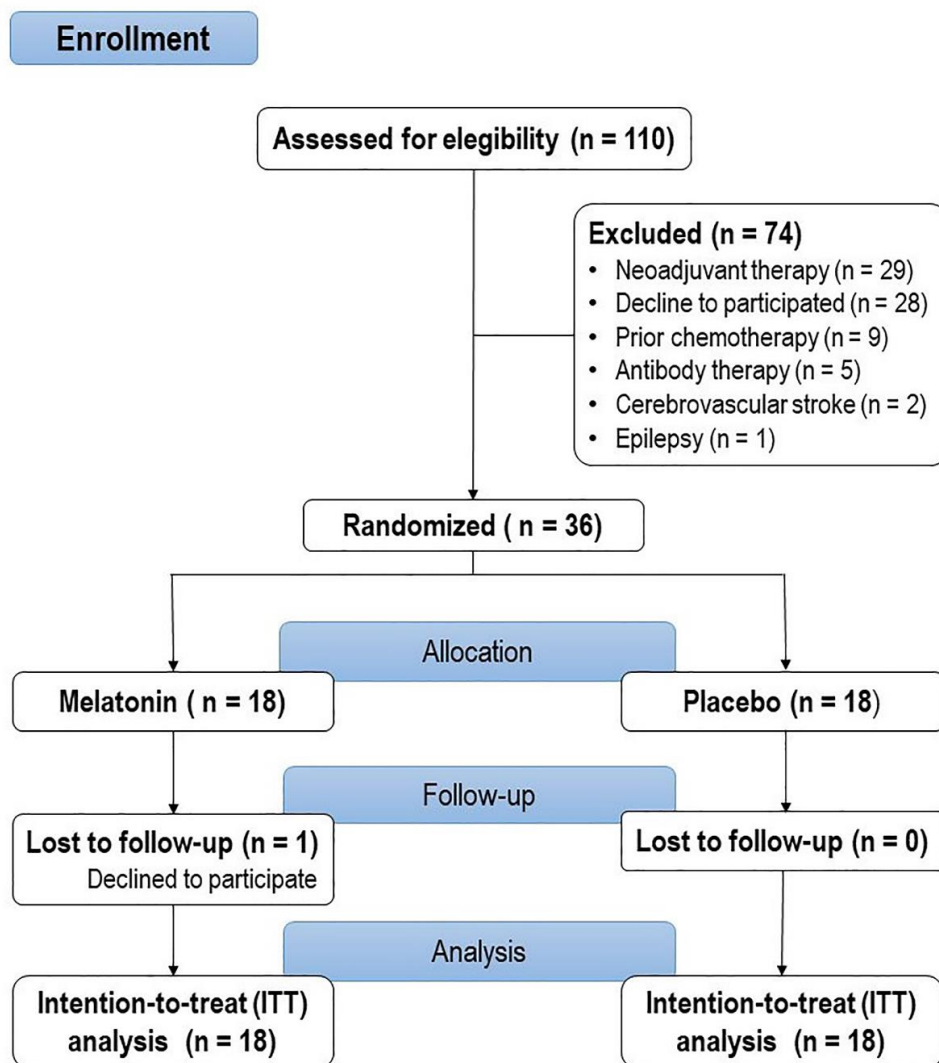 Enrollment
Assessed for elegibility (n = 110)
Excluded (n = 74)
• Neoadjuvant therapy (n = 29)
• Decline to participated (n = 28)
• Prior chemotherapy (n = 9)
• Antibody therapy (n = 5)
• Cerebrovascular stroke (n = 2)
• Epilepsy (n = 1)
Randomized ( n = 36)
Allocation
Melatonin ( n = 18)
Placebo (n = 18)
Follow-up
Lost to follow-up (n = 1)
Declined to participate
Lost to follow-up (n = 0)
Analysis
Intention-to-treat (ITT)
analysis (n = 18)
Intention-to-treat (ITT)
analysis (n = 18)